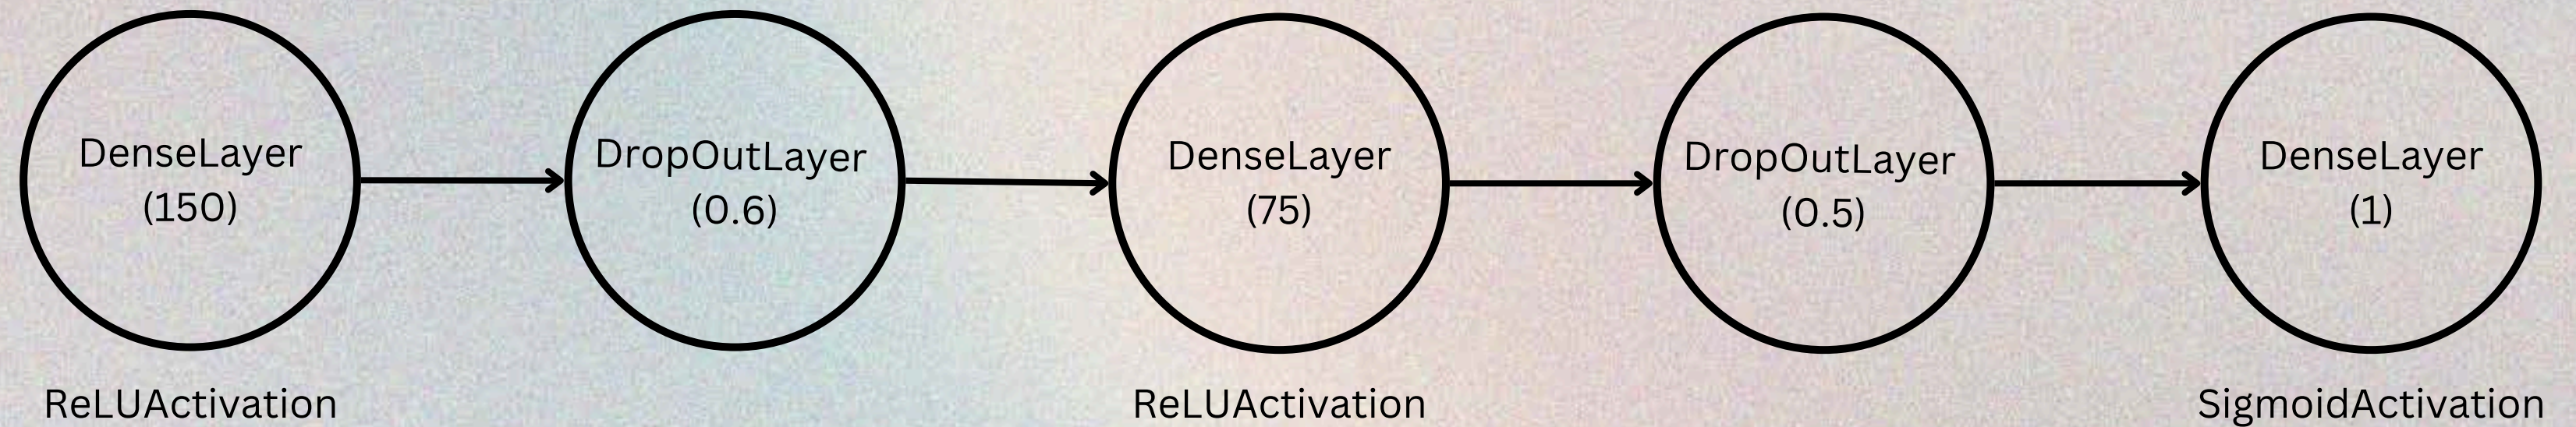 DenseLayer
(150)
DropOutLayer
(0.6)
DenseLayer
(75)
DropOutLayer
(0.5)
DenseLayer
(1)
ReLUActivation
ReLUActivation
SigmoidActivation